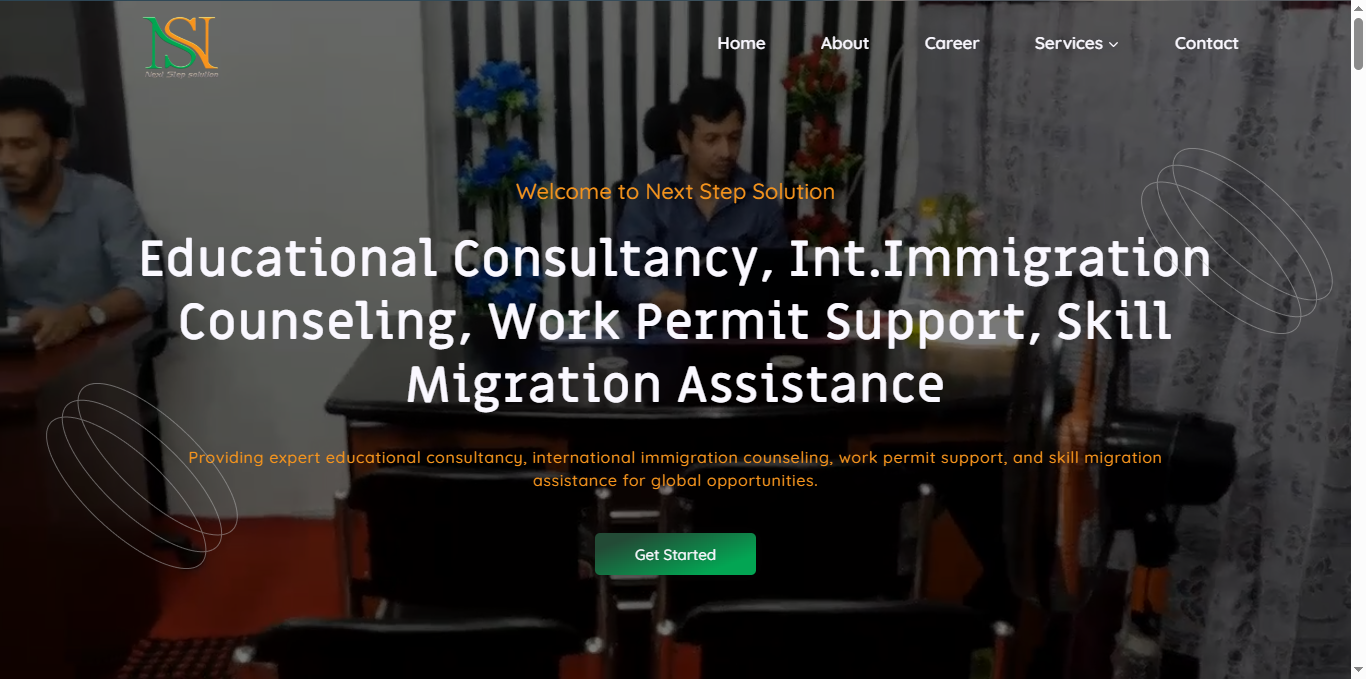 NSI
Next Step solution
Home About Career Services Contact
Welcome to Next Step Solution
Educational Consultancy, Int.Immigration
Counseling, Work Permit Support, Skill
Migration Assistance
Providing expert educational consultancy, international immigration counseling, work permit support, and skill migration
assistance for global opportunities.
Get Started